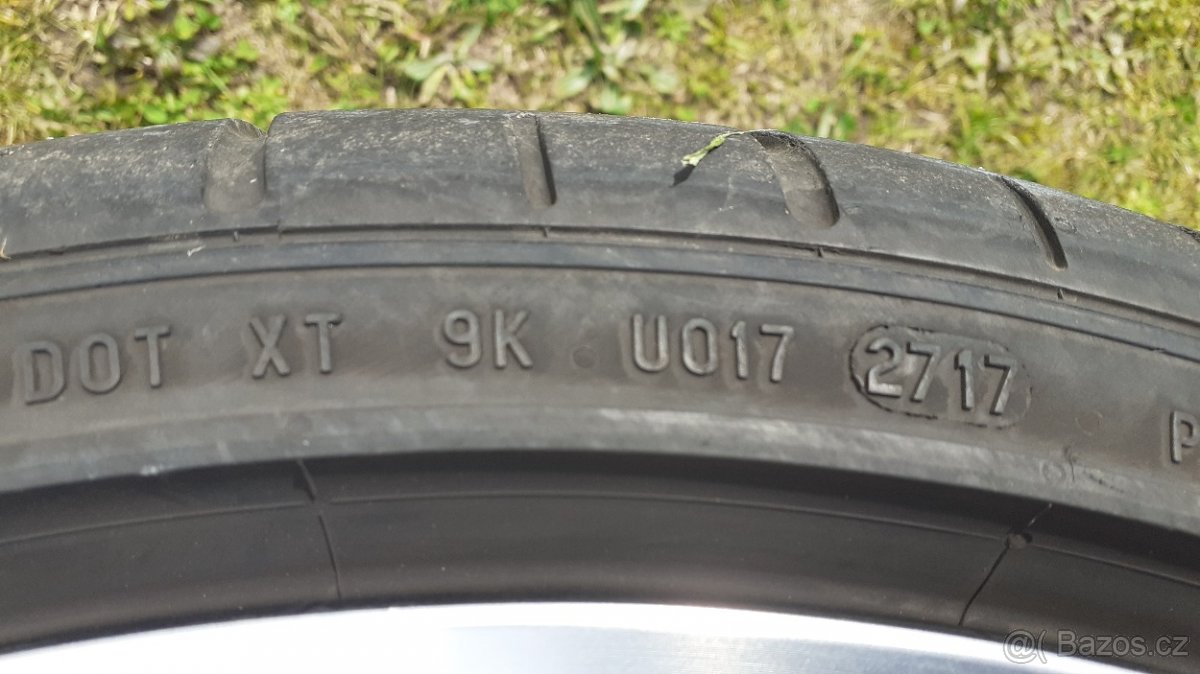 DOT XT 9K U017 2717 P
@( Bazos.cz